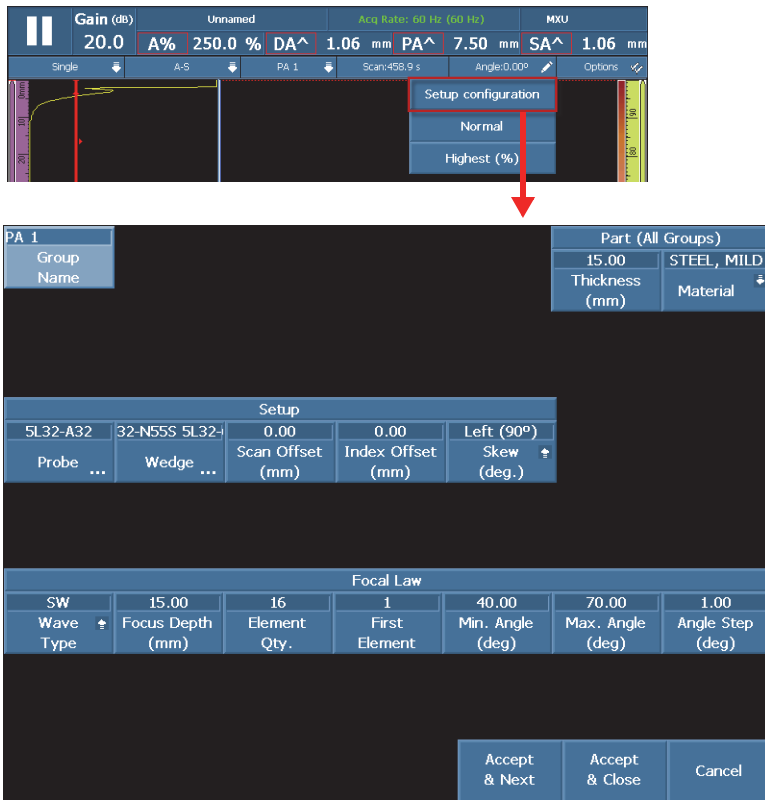 Gain (dB) Unnamed Acq Rate: 60 Hz (60 Hz) MXU
20.0 A% 250.0 % DA^ 1.06 mm PA^ 7.50 mm SA^ 1.06 mm
Single A-S PA 1 Scan:458.9 s Angle:0.00º Options
Setup configuration
Normal
Highest (%)
0mm
10
20
90
80
PA 1
Group
Name
Part (All Groups)
15.00 STEEL, MILD
Thickness
(mm) Material
Setup
5L32-A32 32-N55S 5L32- 0.00 0.00 Left (90º)
Probe ... Wedge ... Scan Offset
(mm) Index Offset
(mm) Skew
(deg.)
Focal Law
SW 15.00 16 1 40.00 70.00 1.00
Wave Focus Depth Element First Min. Angle Max. Angle Angle Step
Type (mm) Qty. Element (deg) (deg) (deg)
Accept Accept Cancel
& Next & Close